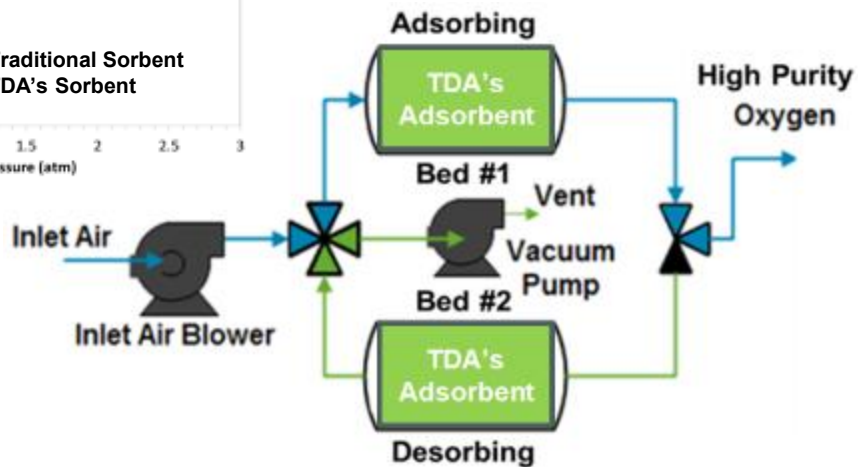 Adsorbing
raditional Sorbent
DA's Sorbent
TDA's
Adsorbent
High Purity
Oxygen
1.5 2 2.5 3
ssure (atm)
Bed #1
Vent
Inlet Air
Vacuum
Pump
Inlet Air Blower
Bed #2
TDA's
Adsorbent
Desorbing